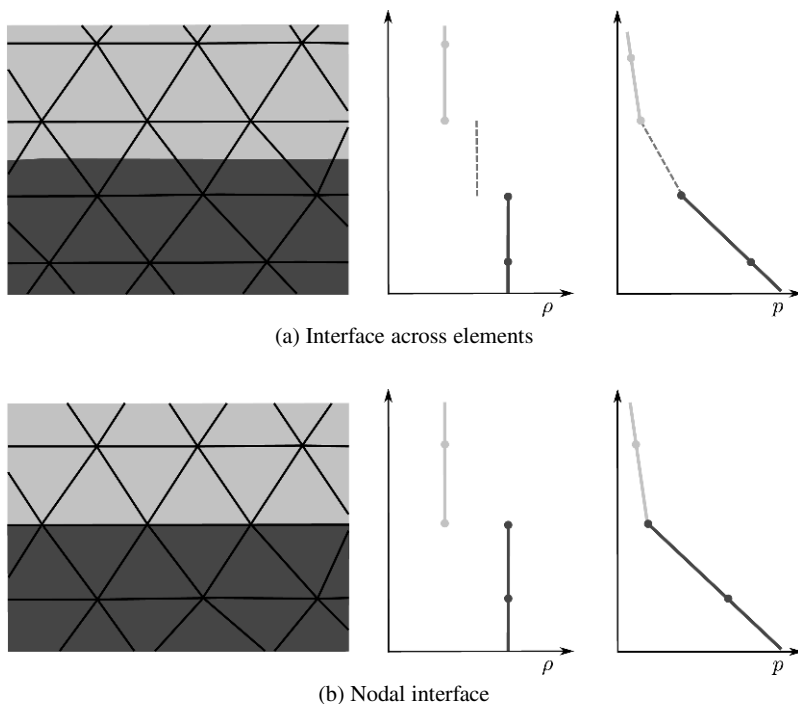 ρ
p
(a) Interface across elements
ρ
p
(b) Nodal interface